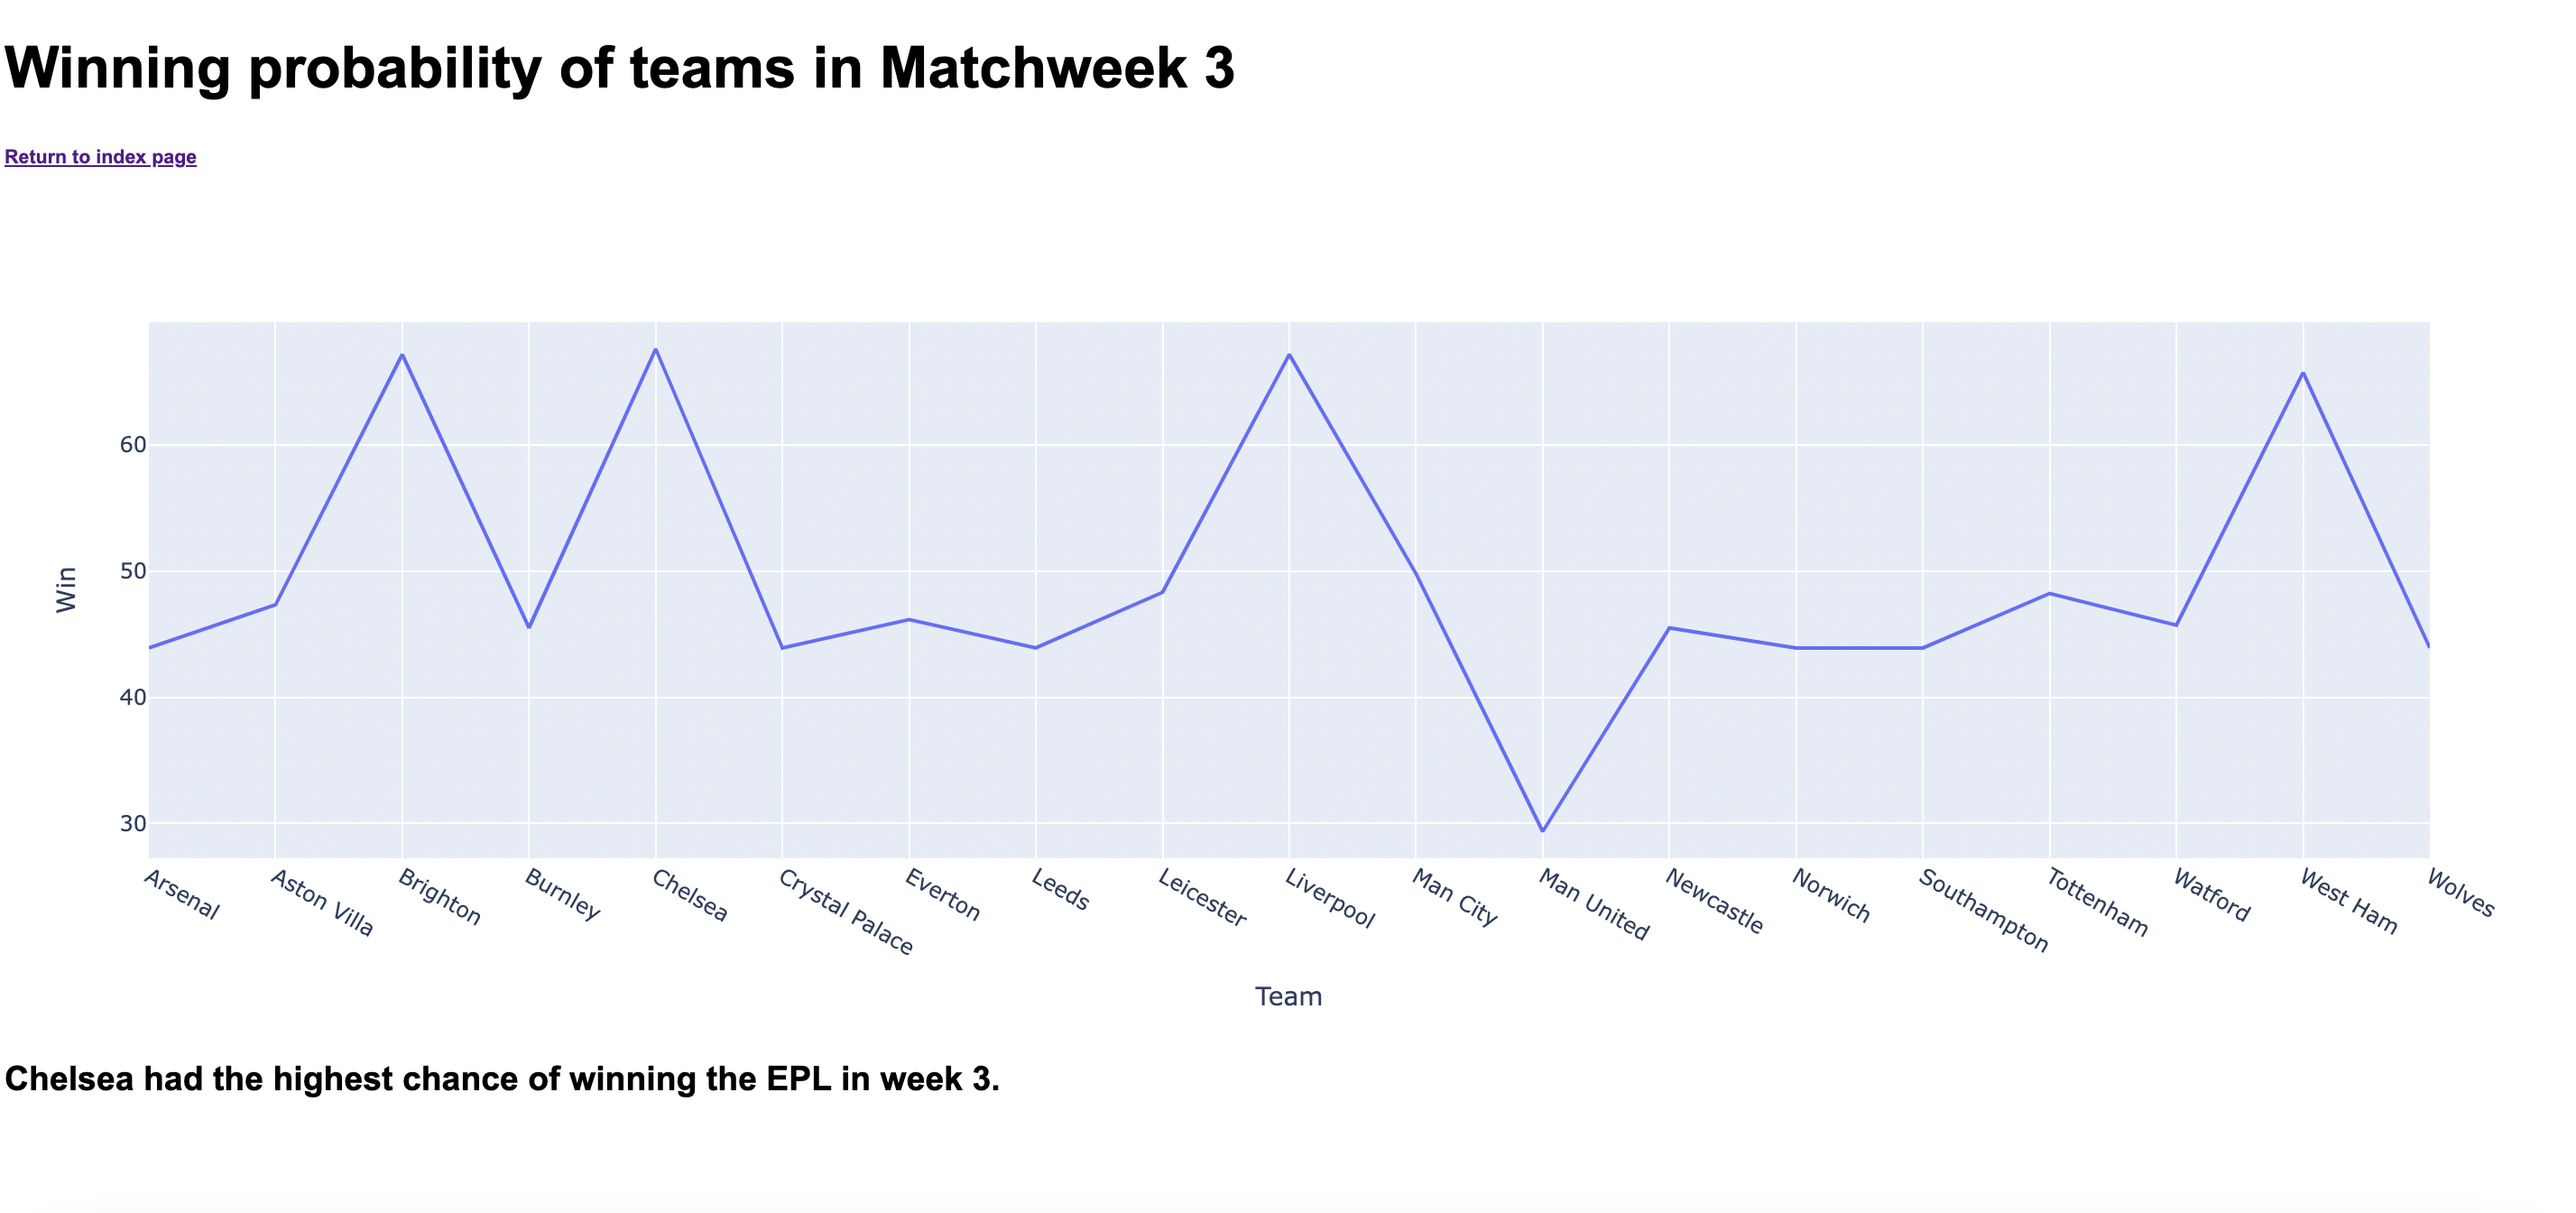 Winning probability of teams in Matchweek 3
Return to index page
60
50
40
30
Win
Arsenal
Aston Villa
Brighton
Burnley
Chelsea
Crystal Palace
Everton
Leeds
Leicester
Liverpool
Man City
Man United
Newcastle
Norwich
Southampton
Tottenham
Watford
West Ham
Wolves
Team
Chelsea had the highest chance of winning the EPL in week 3.